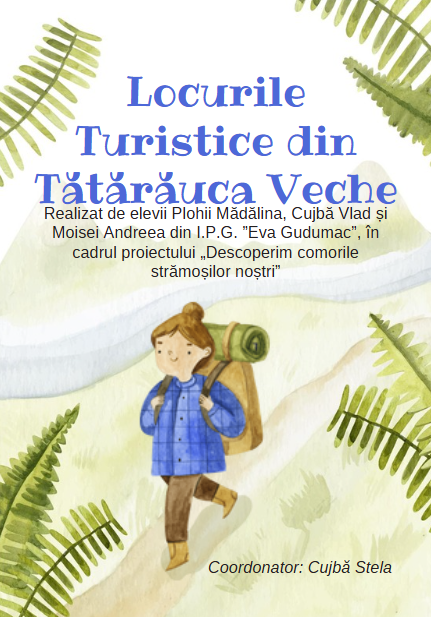 Locurile
Turistice din
Tătărăuca Veche
Realizat de elevii Plohii Mădălina, Cujbă Vlad și
Moisei Andreea din I.P.G. ”Eva Gudumac”, în
cadrul proiectului „Descoperim comorile
strămoșilor noștri”
Coordonator: Cujbă Stela